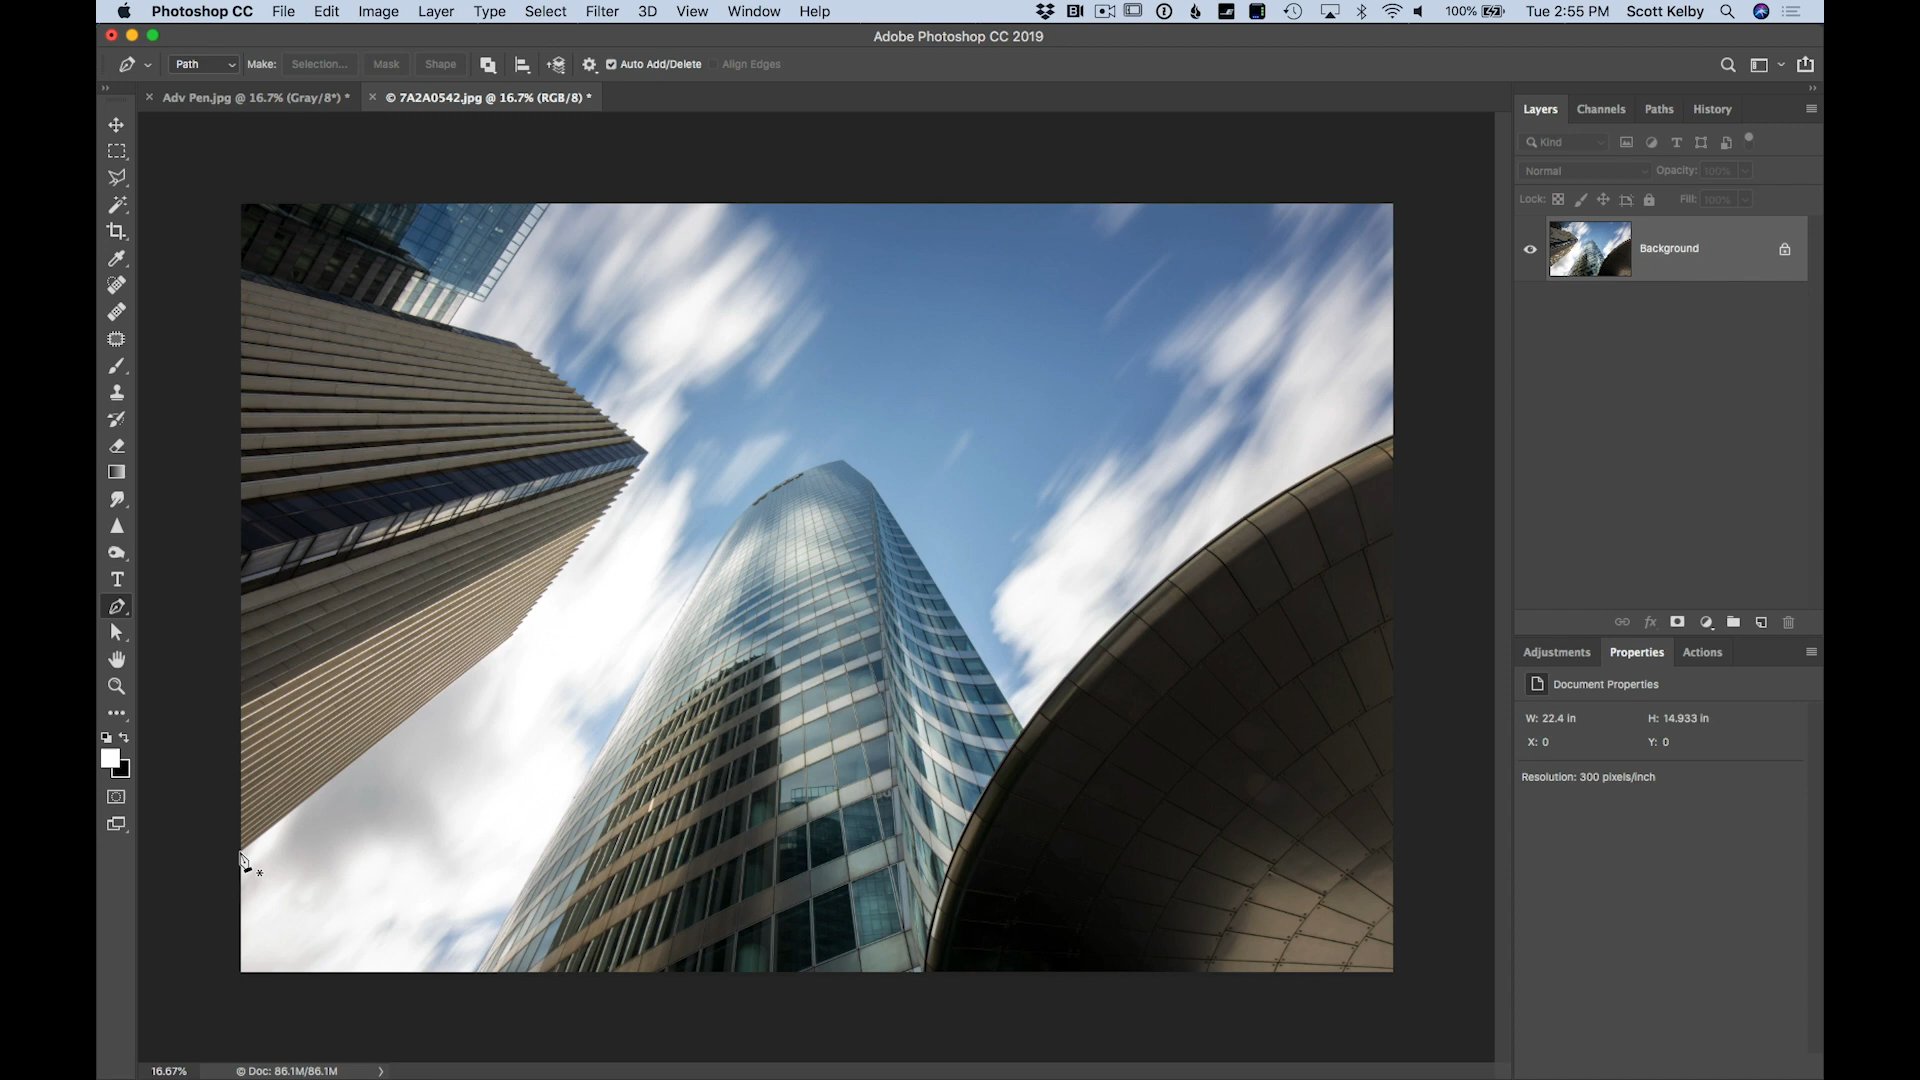 Photoshop CC File Edit Image Layer Type Select Filter 3D View Window Help 100% Tue 2:55 PM Scott Kelby
Adobe Photoshop CC 2019
Path Make: Selection... Mask Shape Auto Add/Delete Align Edges
Adv Pen.jpg @ 16.7% (Gray/8*) * © 7A2A0542.jpg @ 16.7% (RGB/8) *
Layers Channels Paths History
Kind
Normal Opacity: 100%
Lock: Fill: 100%
Background
fx
Adjustments Properties Actions
Document Properties
W: 22.4 in H: 14.933 in
X: 0 Y: 0
Resolution: 300 pixels/inch
16.67% © Doc: 86.1M/86.1M